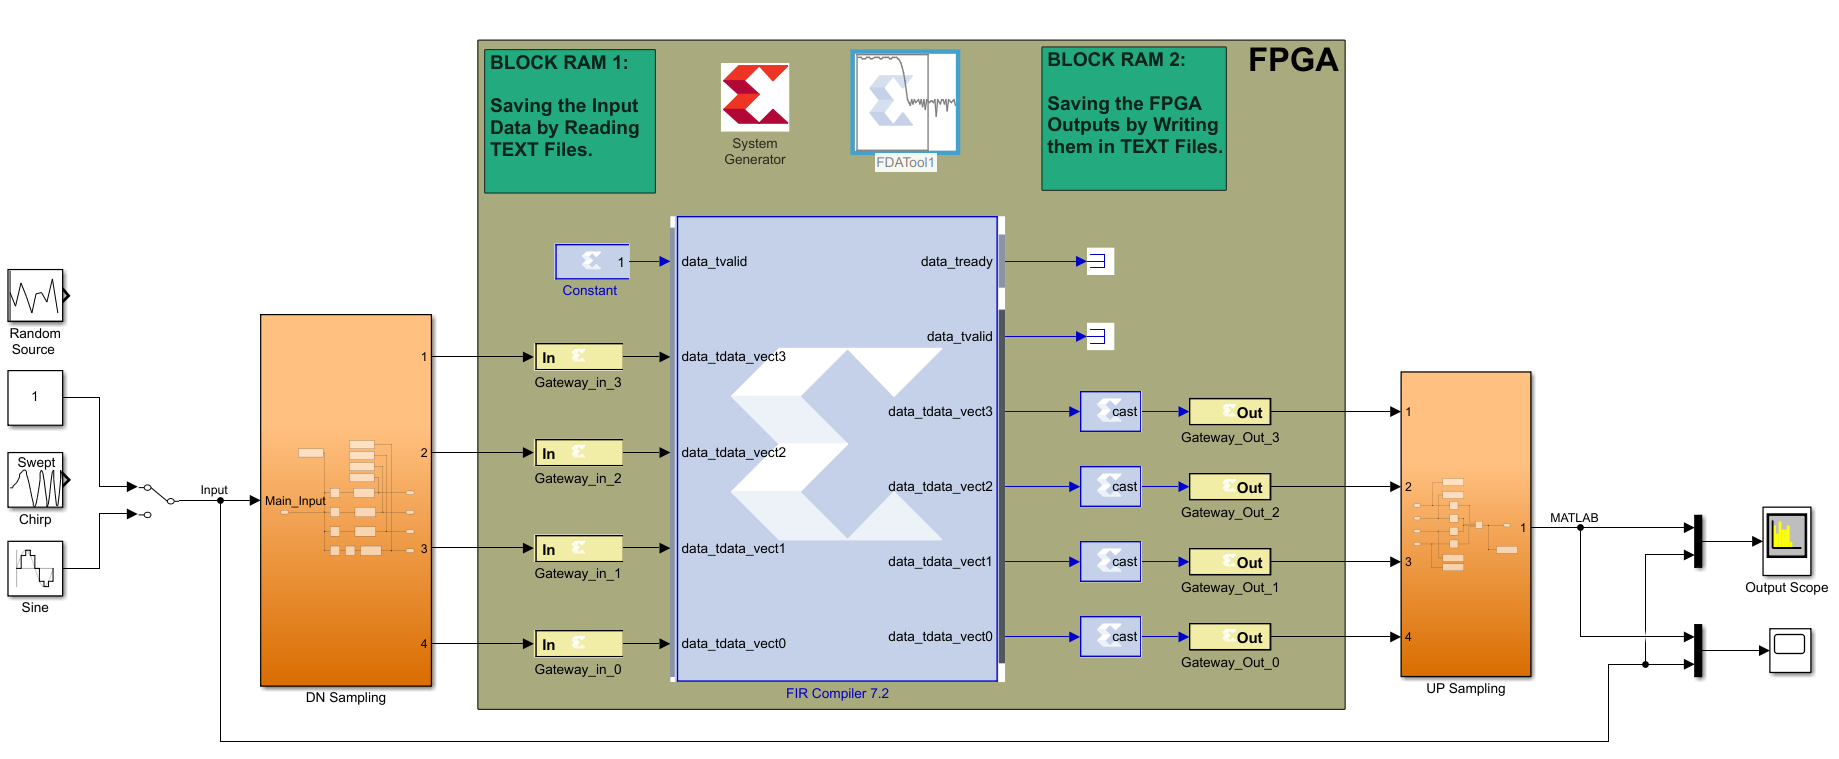 BLOCK RAM 1:
Saving the Input
Data by Reading
TEXT Files.
System
Generator
FDATool1
BLOCK RAM 2:
Saving the FPGA
Outputs by Writing
them in TEXT Files.
FPGA
Random
Source
1
Swept
Chirp
Sine
Input
Main_Input
1
2
3
4
DN Sampling
1
Constant
In
Gateway_in_3
In
Gateway_in_2
In
Gateway_in_1
In
Gateway_in_0
data_tvalid
data_tdata_vect3
data_tdata_vect2
data_tdata_vect1
data_tdata_vect0
data_tready
data_tvalid
data_tdata_vect3
data_tdata_vect2
data_tdata_vect1
data_tdata_vect0
FIR Compiler 7.2
cast
Out
Gateway_Out_3
cast
Out
Gateway_Out_2
cast
Out
Gateway_Out_1
cast
Out
Gateway_Out_0
1
2
3
4
1
UP Sampling
MATLAB
Output Scope